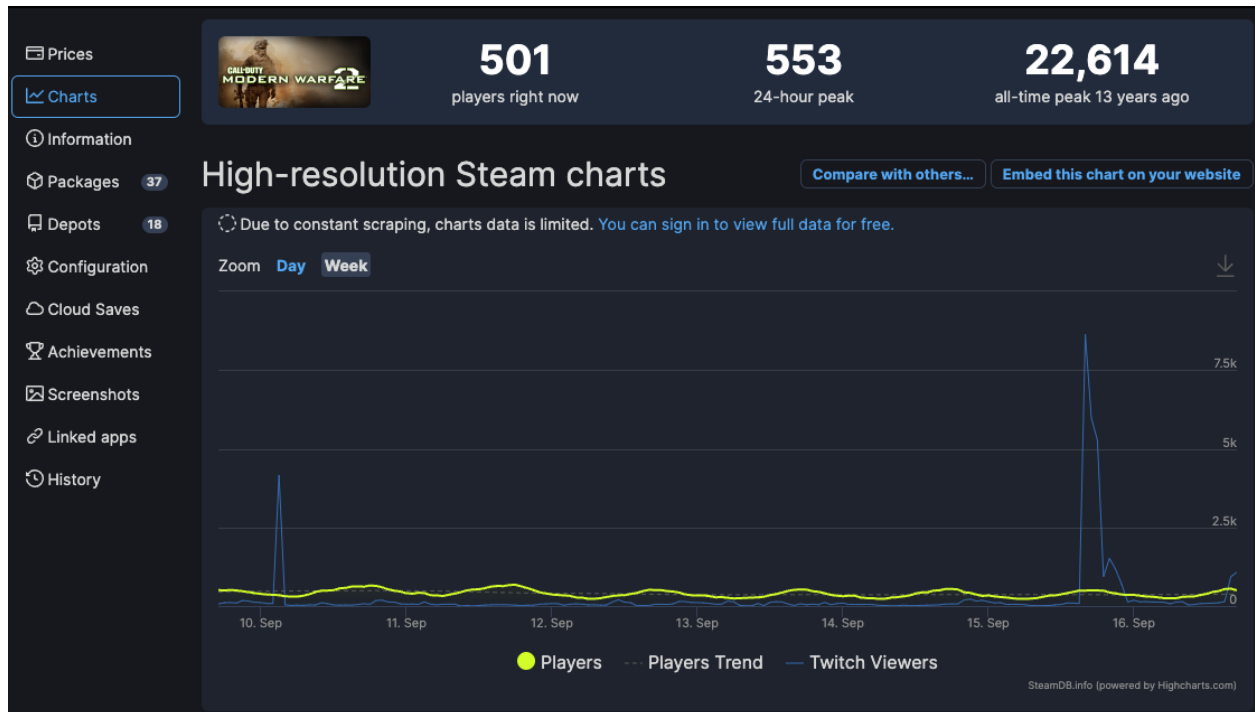 Prices
Charts
Information
Packages 37
Depots 18
Configuration
Cloud Saves
Achievements
Screenshots
Linked apps
History
CALL·DUTY
MODERN WARFARE
2
501
players right now
553
24-hour peak
22,614
all-time peak 13 years ago
High-resolution Steam charts
Compare with others...
Embed this chart on your website
Due to constant scraping, charts data is limited. You can sign in to view full data for free.
Zoom Day Week
7.5k
5k
2.5k
0
10. Sep 11. Sep 12. Sep 13. Sep 14. Sep 15. Sep 16. Sep
Players Players Trend Twitch Viewers
SteamDB.info (powered by Highcharts.com)